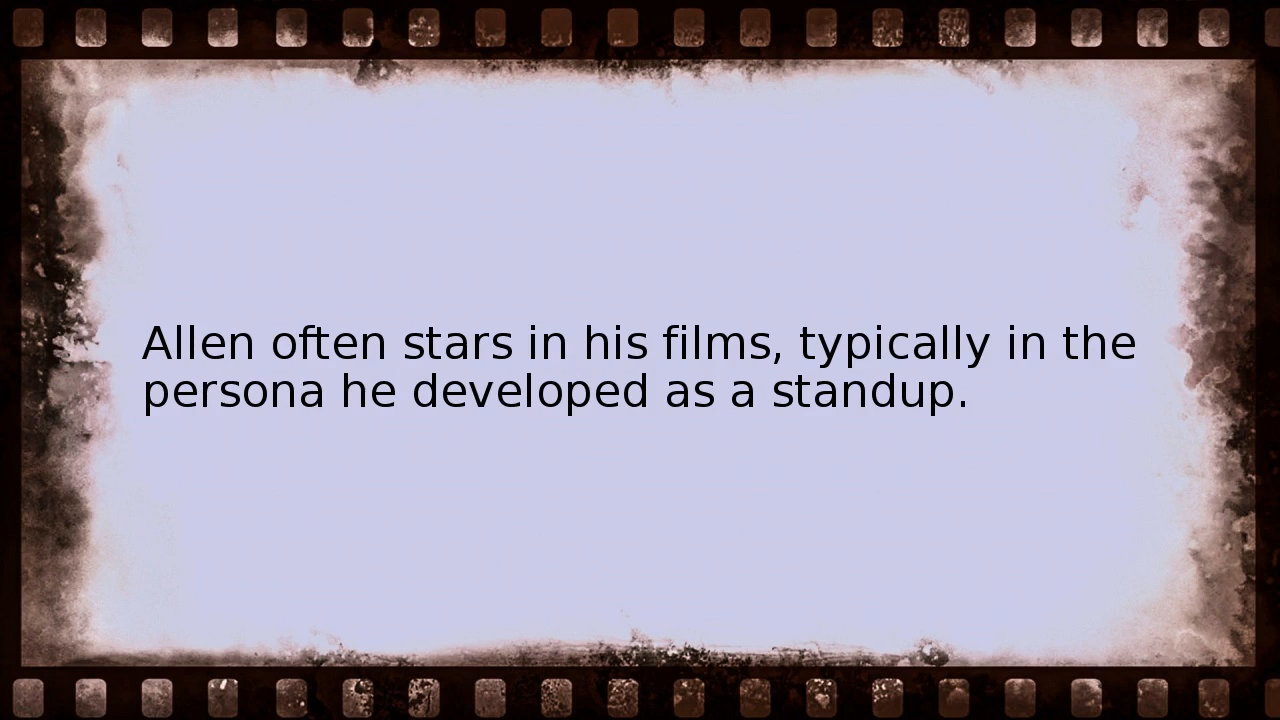 Allen often stars in his films, typically in the
persona he developed as a standup.